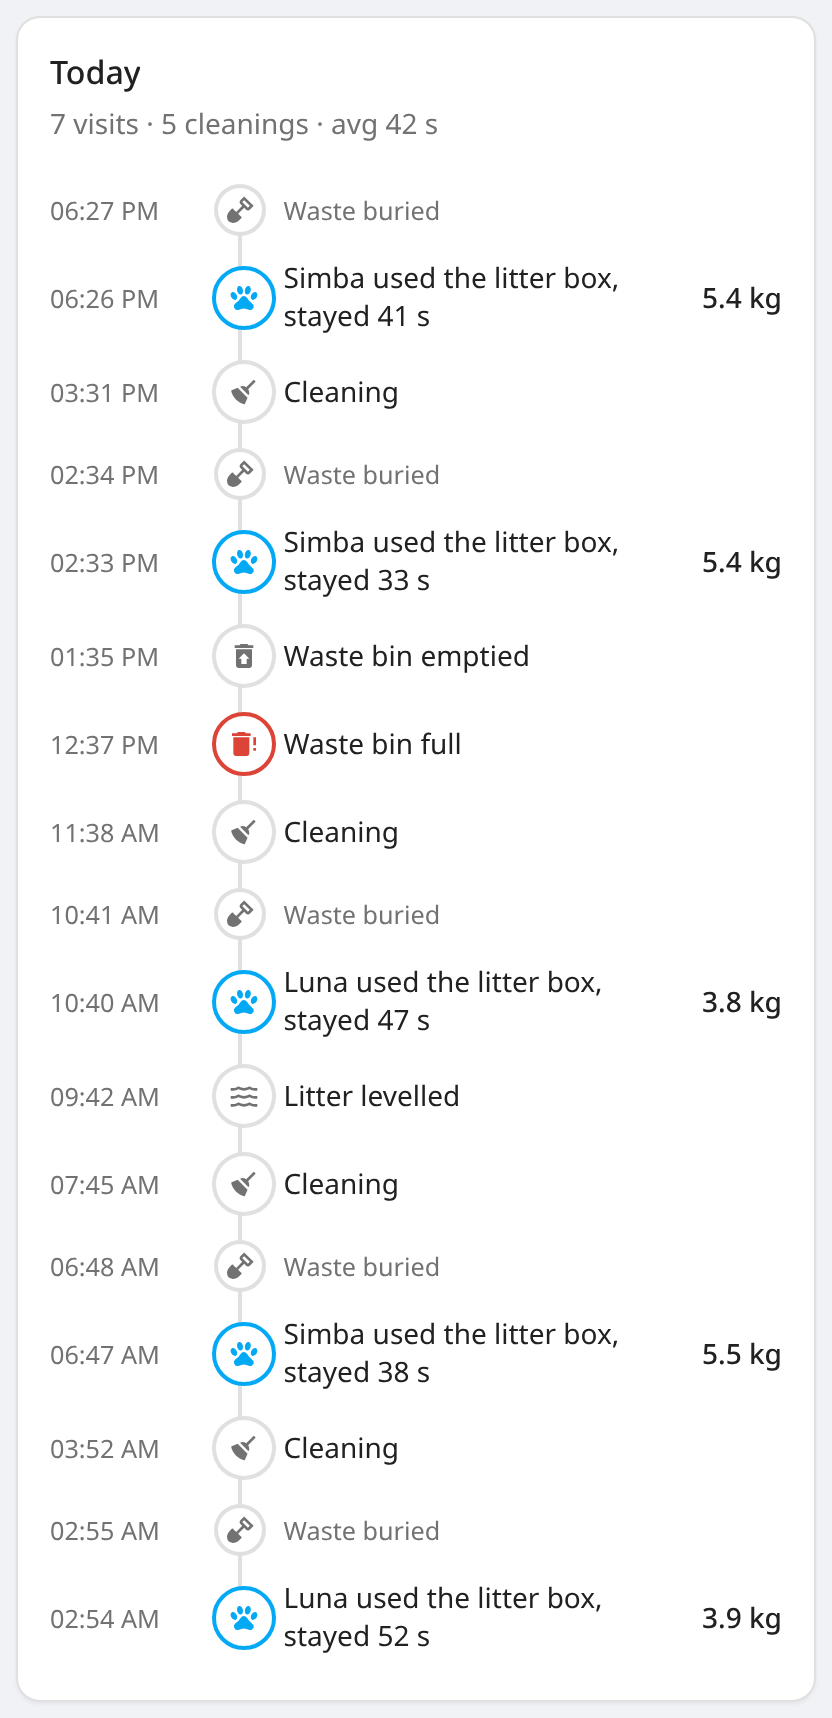 Today
7 visits · 5 cleanings · avg 42 s
06:27 PM Waste buried
06:26 PM Simba used the litter box, 5.4 kg
stayed 41 s
03:31 PM Cleaning
02:34 PM Waste buried
02:33 PM Simba used the litter box, 5.4 kg
stayed 33 s
01:35 PM Waste bin emptied
12:37 PM Waste bin full
11:38 AM Cleaning
10:41 AM Waste buried
10:40 AM Luna used the litter box, 3.8 kg
stayed 47 s
09:42 AM Litter levelled
07:45 AM Cleaning
06:48 AM Waste buried
06:47 AM Simba used the litter box, 5.5 kg
stayed 38 s
03:52 AM Cleaning
02:55 AM Waste buried
02:54 AM Luna used the litter box, 3.9 kg
stayed 52 s